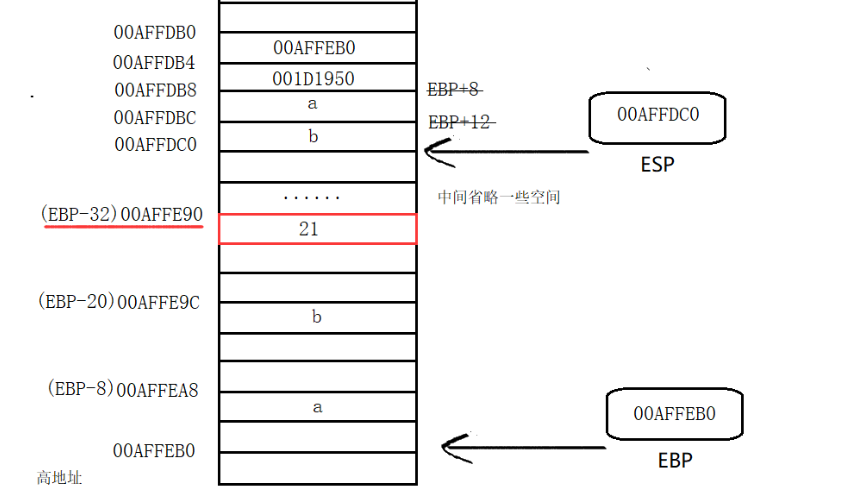 00AFFDB0
00AFFEB0
00AFFDB4
001D1950
00AFFDB8
a
EBP+8
00AFFDBC
b
EBP+12
00AFFDC0
00AFFDC0
ESP
......
中间省略一些空间
(EBP-32)00AFFE90
21
(EBP-20)00AFFE9C
b
(EBP-8)00AFFEA8
a
00AFFEB0
00AFFEB0
EBP
高地址